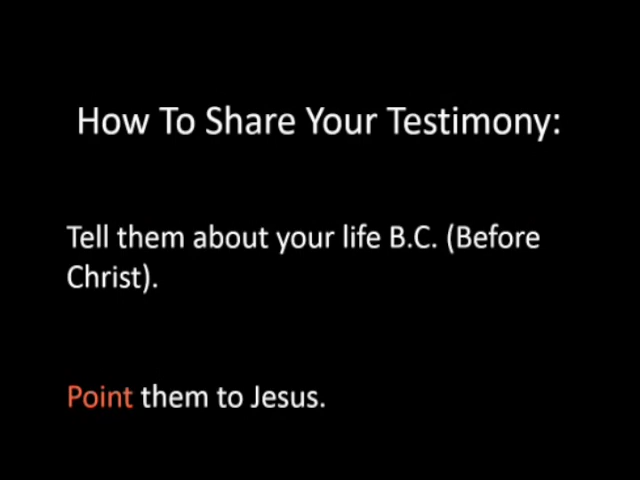 How To Share Your Testimony:
Tell them about your life B.C. (Before
Christ).
Point them to Jesus.